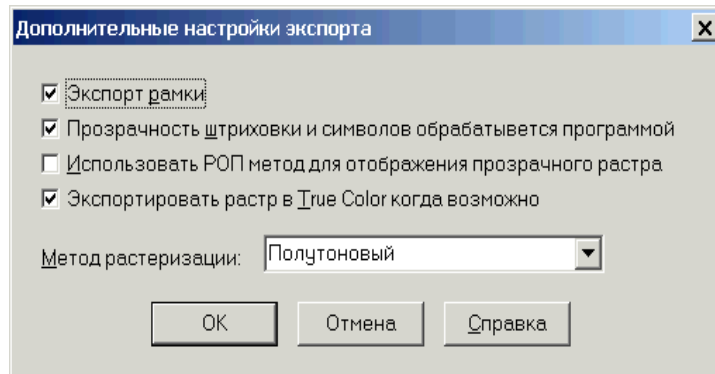 Дополнительные настройки экспорта
Экспорт рамки
Прозрачность штриховки и символов обрабатывется программой
Использовать РОП метод для отображения прозрачного растра
Экспортировать растр в True Color когда возможно
Метод растеризации: Полутоновый
OK Отмена Справка